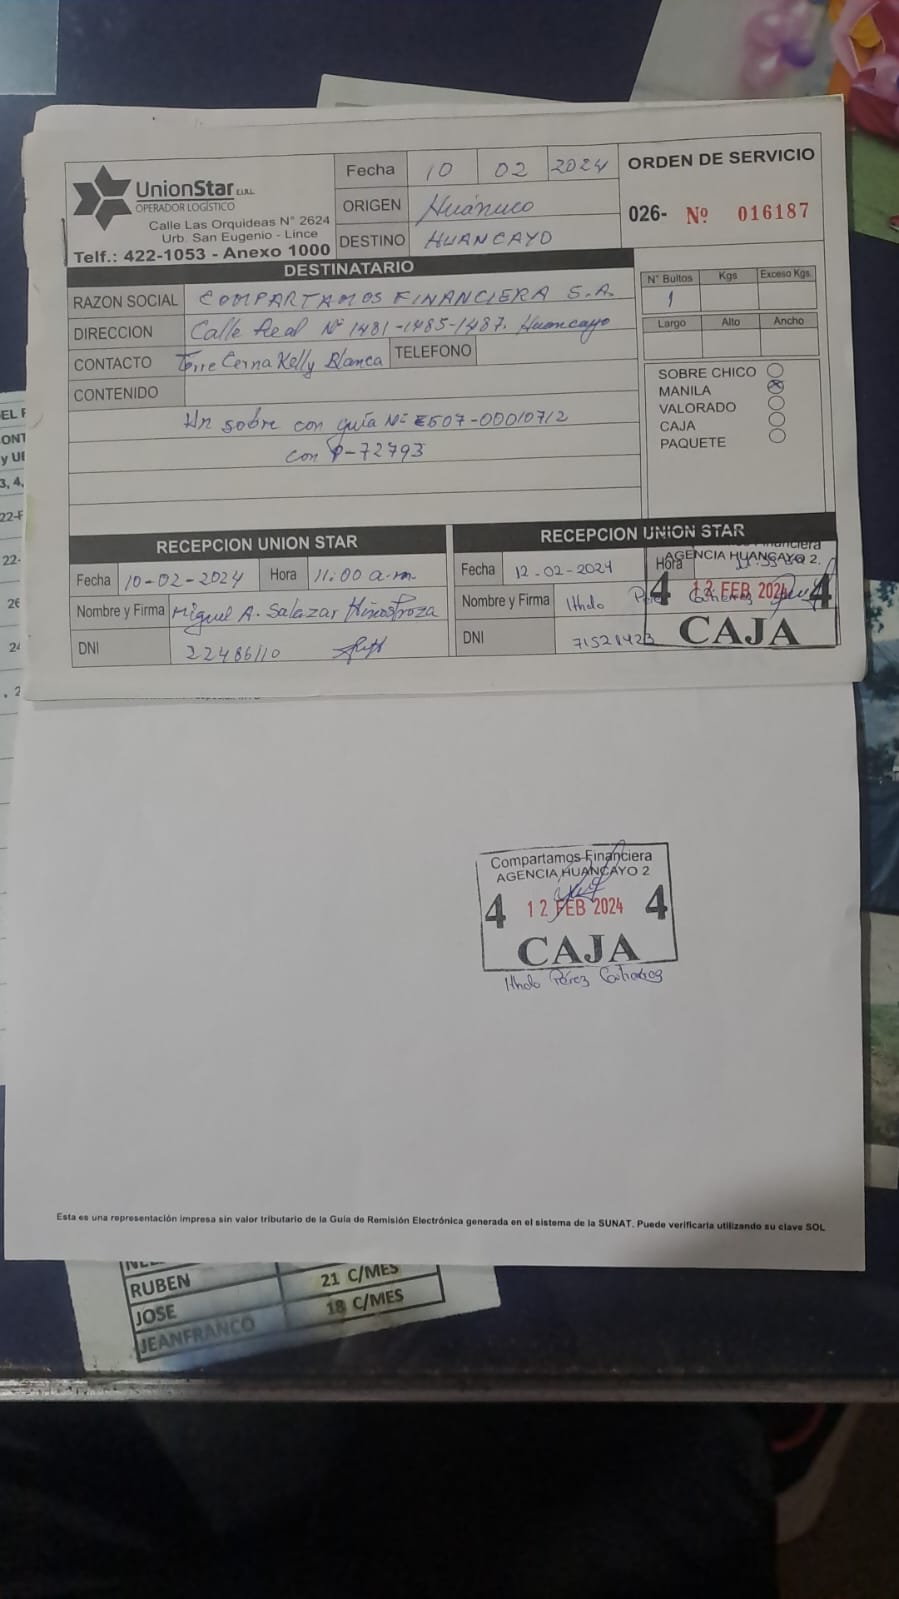 UnionStar E.I.R.L.
OPERADOR LOGÍSTICO
Calle Las Orquideas N° 2624
Urb. San Eugenio - Lince
Telf.: 422-1053 - Anexo 1000
Fecha 10 02 2024
ORIGEN Huánuco
DESTINO HUANCAYO
ORDEN DE SERVICIO
026- Nº 016187
DESTINATARIO
RAZON SOCIAL COMPARTAMOS FINANCIERA S.A.
DIRECCION Calle Real Nº 1481-1485-1487. Huancayo
CONTACTO Torre Cerna Kelly Blanca TELEFONO
CONTENIDO
Un sobre con guía Nº EG07-00010712
con P-72793
N° Bultos Kgs Exceso Kgs.
1
Largo Alto Ancho
SOBRE CHICO
MANILA
VALORADO
CAJA
PAQUETE
RECEPCION UNION STAR
Fecha 10-02-2024 Hora 11:00 a.m.
Nombre y Firma Miguel A. Salazar Hinostroza
DNI 22486110
RECEPCION UNION STAR
Fecha 12-02-2024 Hora
Nombre y Firma Ithalo
DNI 71521423
Financiera
AGENCIA HUANCAYO 2
4 12 FEB 2024 4
CAJA
Compartamos Financiera
AGENCIA HUANCAYO 2
4 12 FEB 2024 4
CAJA
Ithalo Pérez
Esta es una representación impresa sin valor tributario de la Guía de Remisión Electrónica generada en el sistema de la SUNAT. Puede verificarla utilizando su clave SOL
RUBEN 21 C/MES
JOSE 18 C/MES
JEANFRANCO